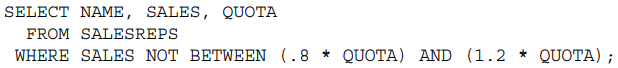 SELECT NAME, SALES, QUOTA
FROM SALESREPS
WHERE SALES NOT BETWEEN (.8 * QUOTA) AND (1.2 * QUOTA);